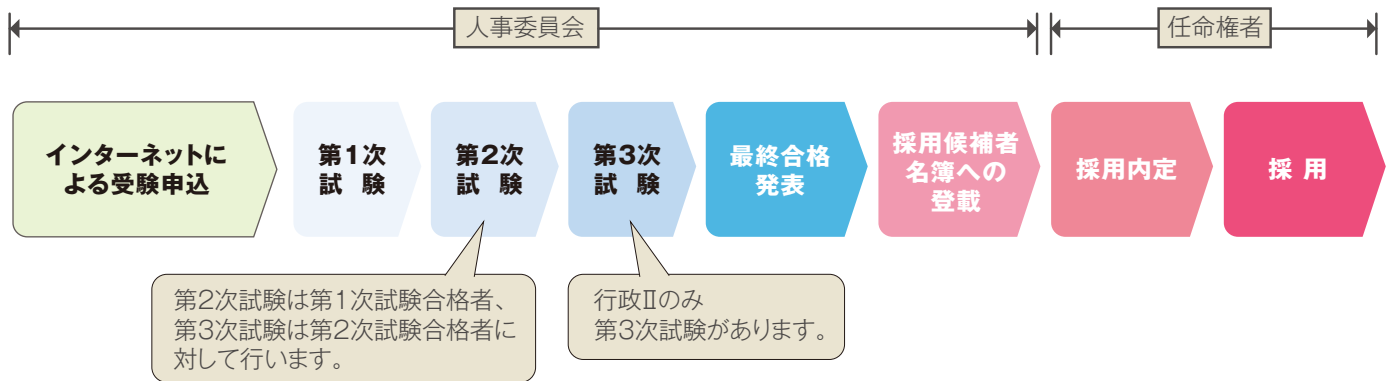 人事委員会
任命権者
インターネットに
よる受験申込
第1次
試験
第2次
試験
第3次
試験
最終合格
発表
採用候補者
名簿への
登載
採用内定
採用
第2次試験は第1次試験合格者、
第3次試験は第2次試験合格者に
対して行います。
行政Ⅱのみ
第3次試験があります。